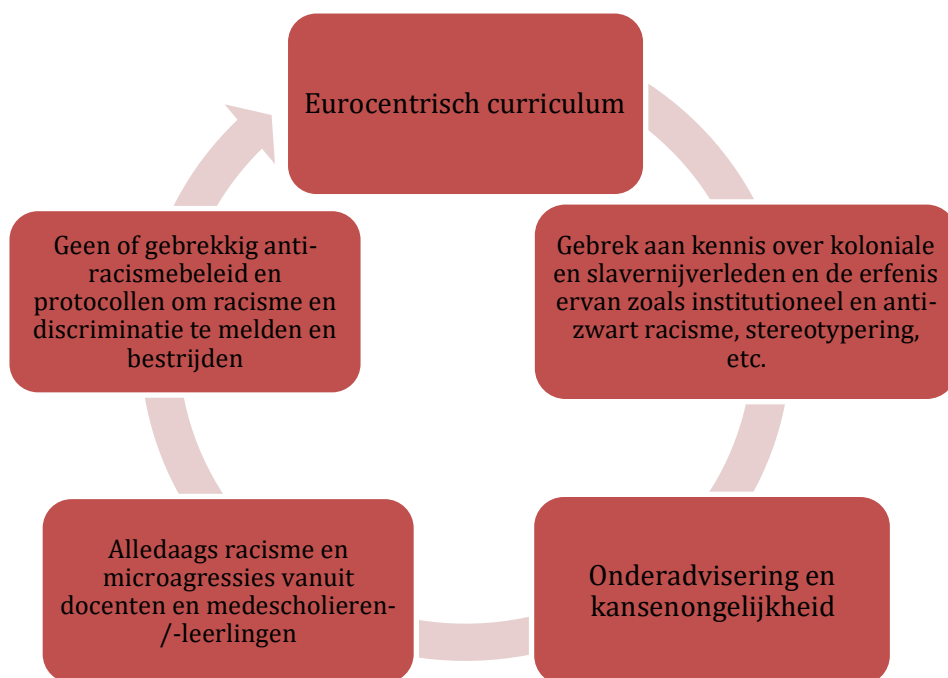 Eurocentrisch curriculum
Gebrek aan kennis over koloniale
en slavernijverleden en de erfenis
ervan zoals institutioneel en anti-
zwart racisme, stereotypering,
etc.
Onderadvisering en
kansenongelijkheid
Alledaags racisme en
microagressies vanuit
docenten en medescholieren-
/-leerlingen
Geen of gebrekkig anti-
racismebeleid en
protocollen om racisme en
discriminatie te melden en
bestrijden